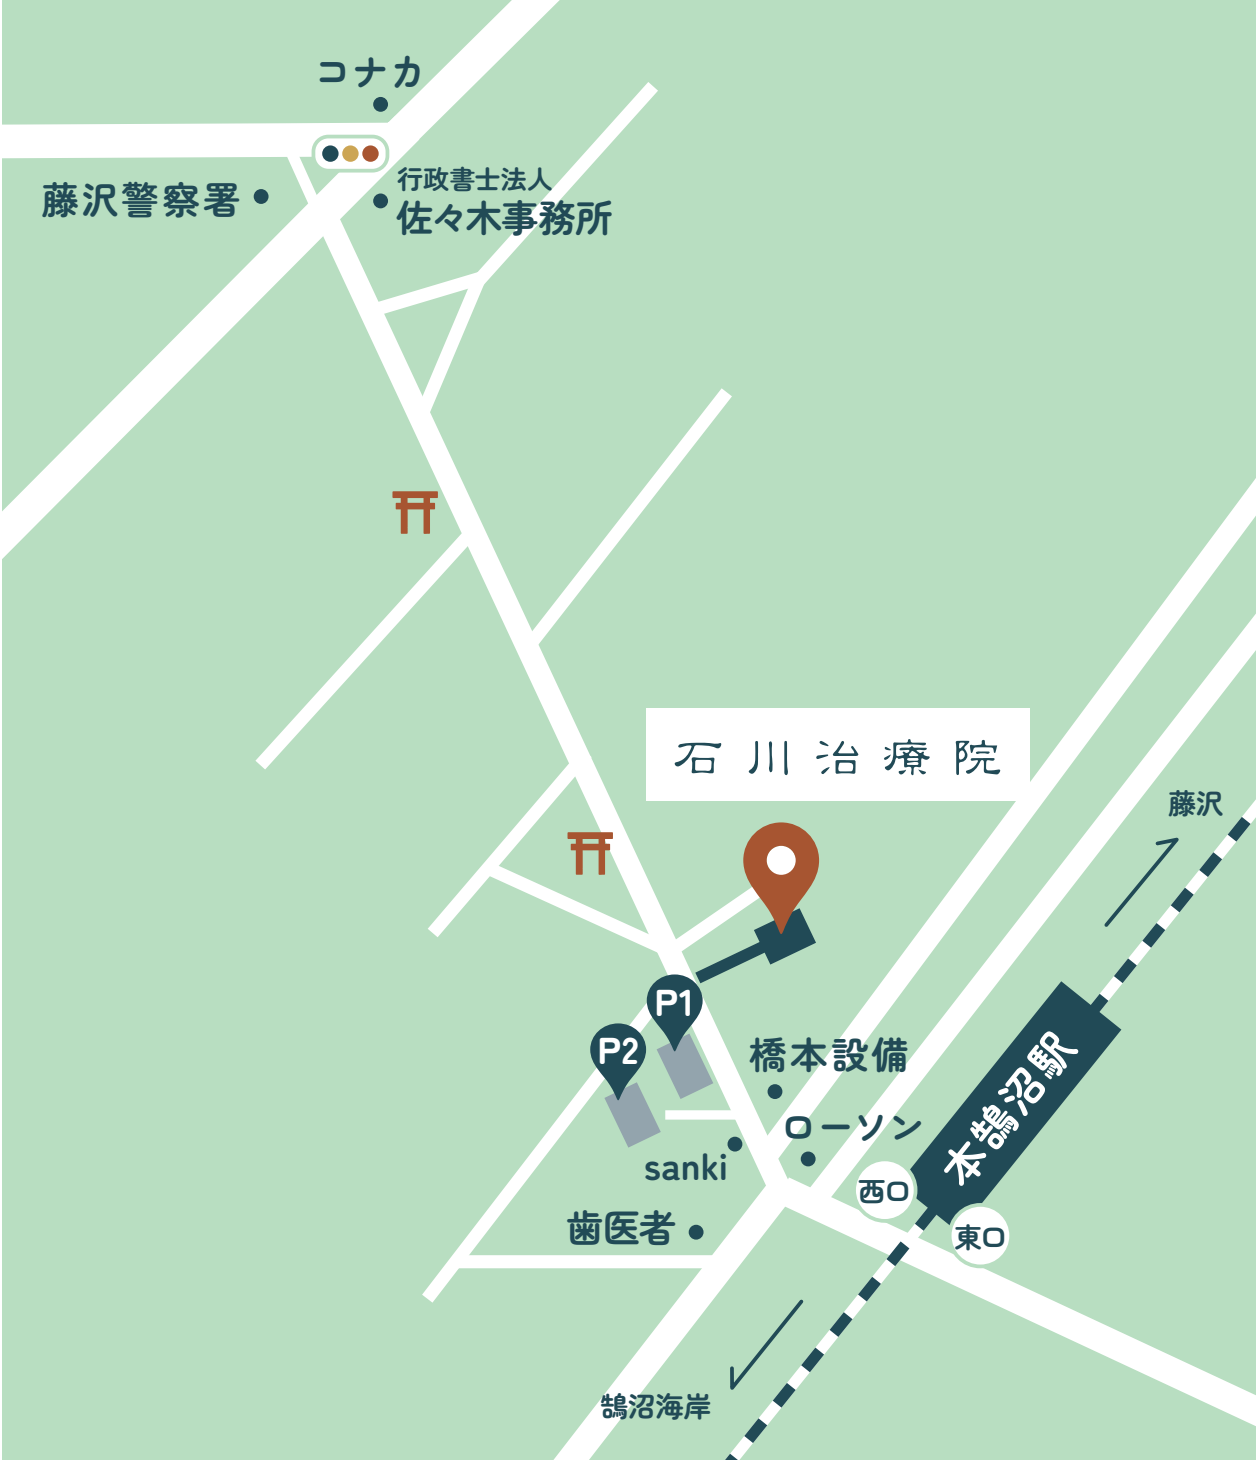 コナカ
藤沢警察署
行政書士法人
佐々木事務所
石川治療院
藤沢
P1
P2
橋本設備
ローソン
本鵠沼駅
sanki
西口
東口
歯医者
鵠沼海岸